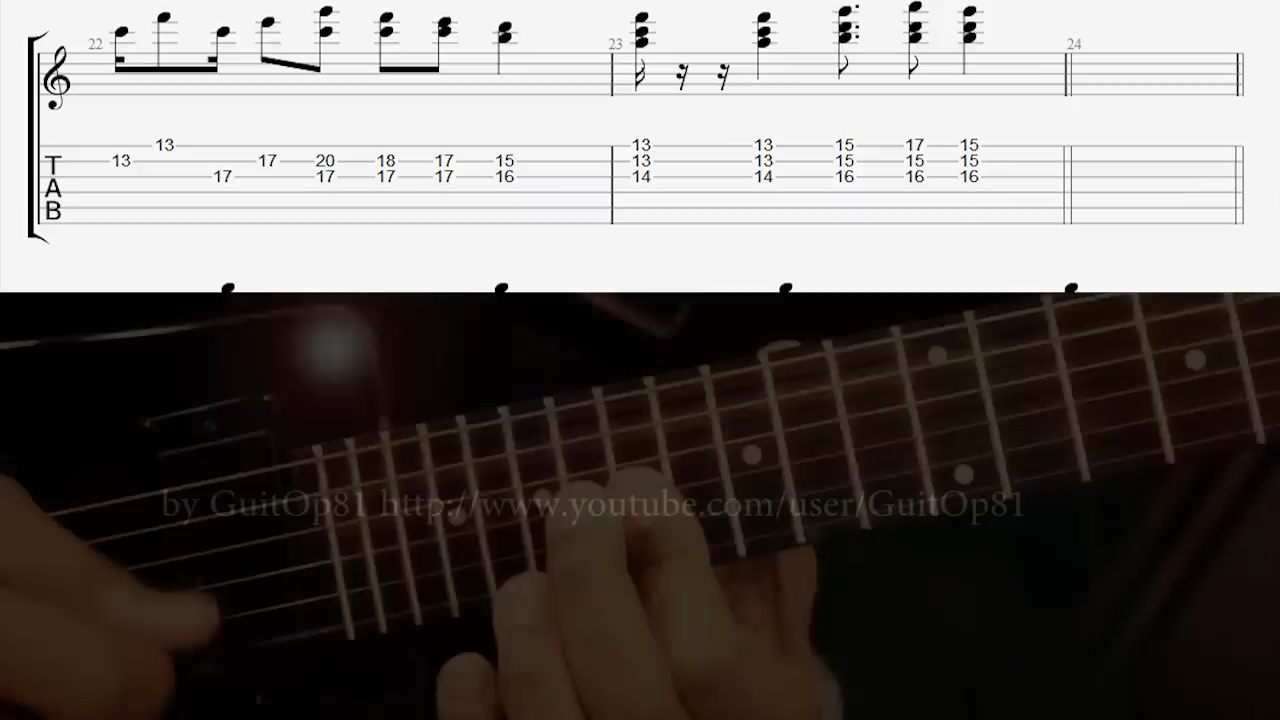 22 23 24
13 13 13 15 17 15
T 13 17 20 18 17 15 13 13 15 15 15
17 17 17 17 16 14 14 16 16 16
A
B
by GuitOp81 http://www.youtube.com/user/GuitOp81